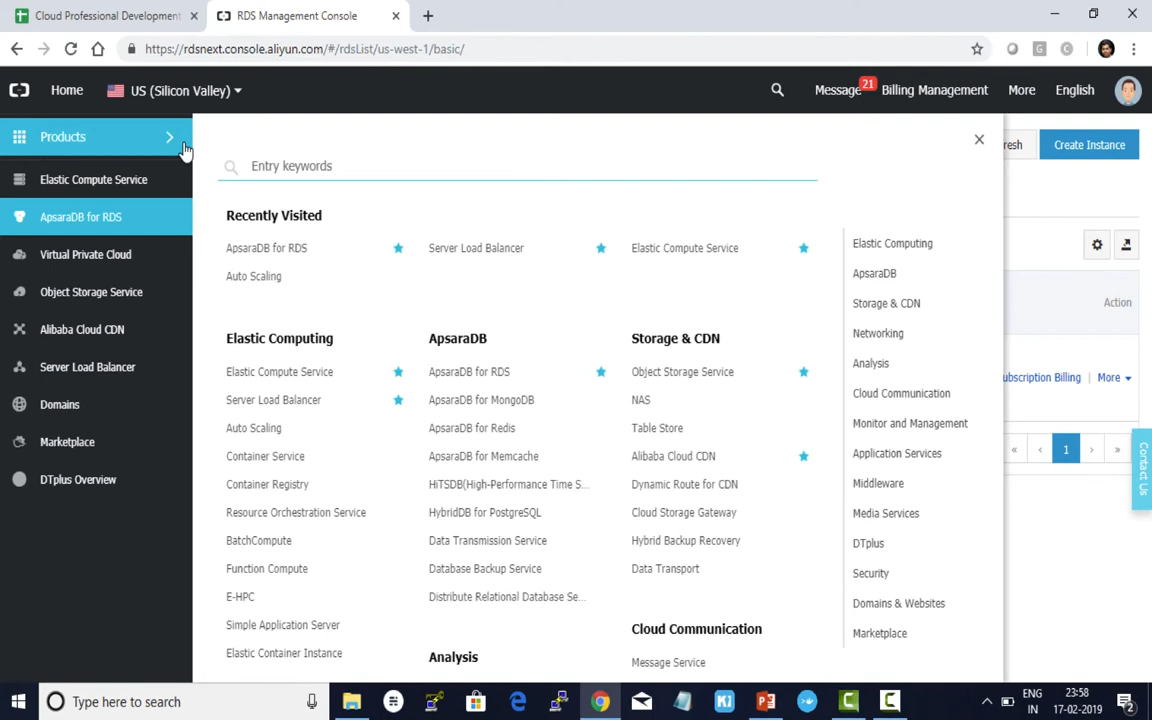 Cloud Professional Development
RDS Management Console
https://rdsnext.console.aliyun.com/#/rdsList/us-west-1/basic/
Home
US (Silicon Valley)
Message 21
Billing Management
More
English
Products
Elastic Compute Service
ApsaraDB for RDS
Virtual Private Cloud
Object Storage Service
Alibaba Cloud CDN
Server Load Balancer
Domains
Marketplace
DTplus Overview
Entry keywords
Recently Visited
ApsaraDB for RDS
Server Load Balancer
Elastic Compute Service
Auto Scaling
Elastic Computing
Elastic Compute Service
Server Load Balancer
Auto Scaling
Container Service
Container Registry
Resource Orchestration Service
BatchCompute
Function Compute
E-HPC
Simple Application Server
Elastic Container Instance
ApsaraDB
ApsaraDB for RDS
ApsaraDB for MongoDB
ApsaraDB for Redis
ApsaraDB for Memcache
HiTSDB(High-Performance Time S...
HybridDB for PostgreSQL
Data Transmission Service
Database Backup Service
Distribute Relational Database Se...
Analysis
Storage & CDN
Object Storage Service
NAS
Table Store
Alibaba Cloud CDN
Dynamic Route for CDN
Cloud Storage Gateway
Hybrid Backup Recovery
Data Transport
Cloud Communication
Message Service
Elastic Computing
ApsaraDB
Storage & CDN
Networking
Analysis
Cloud Communication
Monitor and Management
Application Services
Middleware
Media Services
DTplus
Security
Domains & Websites
Marketplace
resh
Create Instance
Action
ubscription Billing
More
« ‹ 1 › »
Contact Us
Type here to search
ENG
IN
23:58
17-02-2019
2